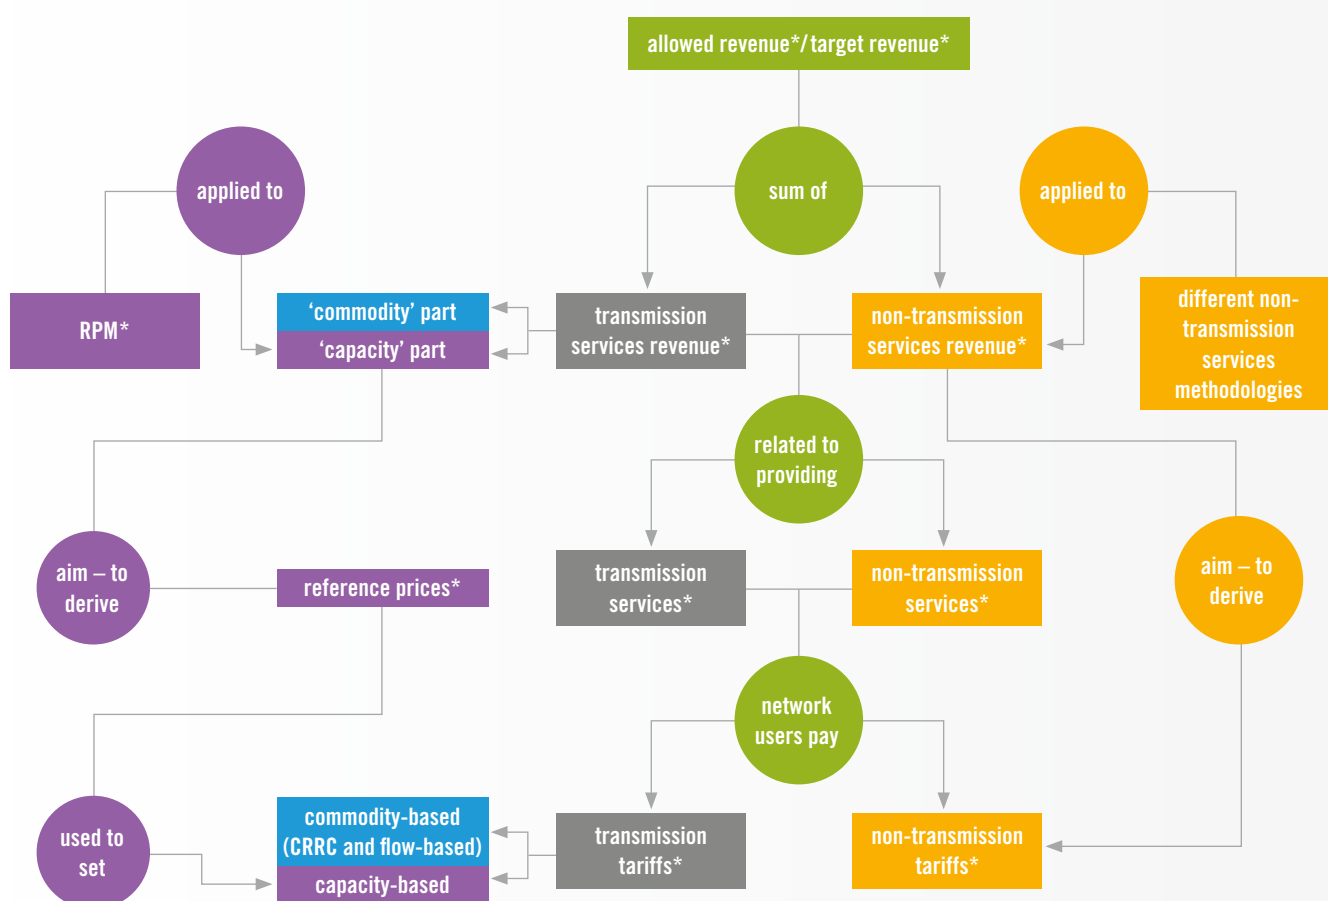 allowed revenue*/target revenue*
applied to
sum of
applied to
RPM*
'commodity' part
'capacity' part
transmission
services revenue*
non-transmission
services revenue*
different non-
transmission
services
methodologies
related to
providing
aim – to
derive
reference prices*
transmission
services*
non-transmission
services*
aim – to
derive
network
users pay
used to
set
commodity-based
(CRRC and flow-based)
capacity-based
transmission
tariffs*
non-transmission
tariffs*